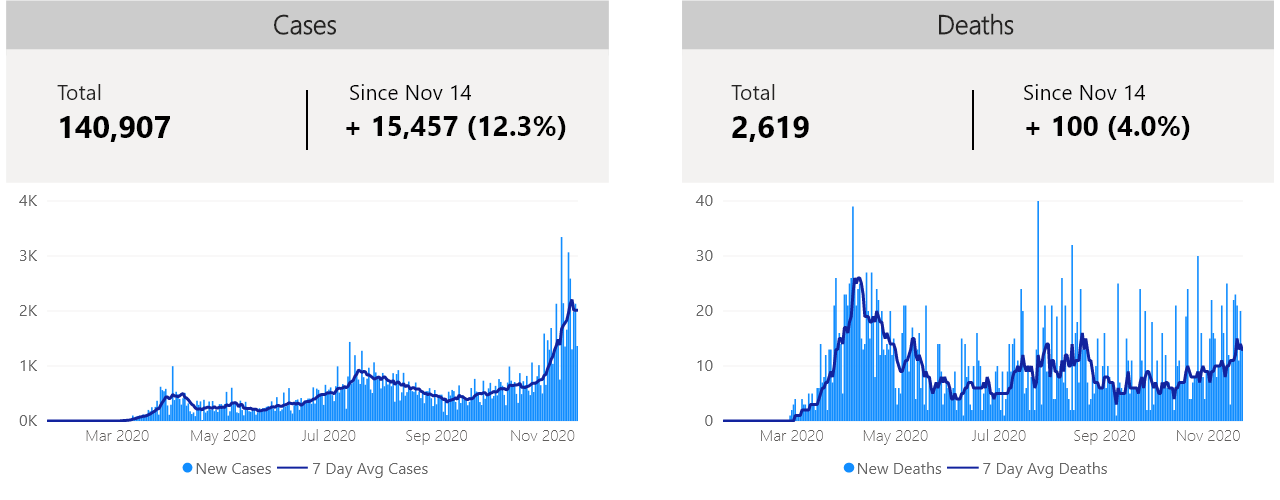 Cases
Total
140,907
Since Nov 14
+ 15,457 (12.3%)
4K
3K
2K
1K
0K
Mar 2020 May 2020 Jul 2020 Sep 2020 Nov 2020
New Cases 7 Day Avg Cases
Deaths
Total
2,619
Since Nov 14
+ 100 (4.0%)
40
30
20
10
0
Mar 2020 May 2020 Jul 2020 Sep 2020 Nov 2020
New Deaths 7 Day Avg Deaths